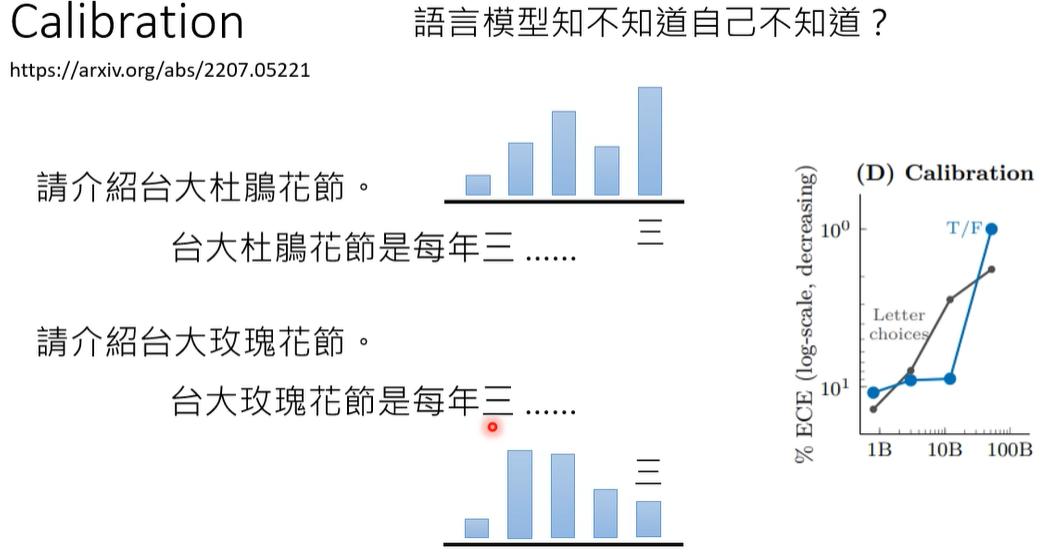 Calibration
語言模型知不知道自己不知道？
https://arxiv.org/abs/2207.05221
請介紹台大杜鵑花節。
台大杜鵑花節是每年三 ......
三
請介紹台大玫瑰花節。
台大玫瑰花節是每年三 ......
三
(D) Calibration
% ECE (log-scale, decreasing)
10⁰
T/F
Letter
choices
10¹
1B 10B 100B